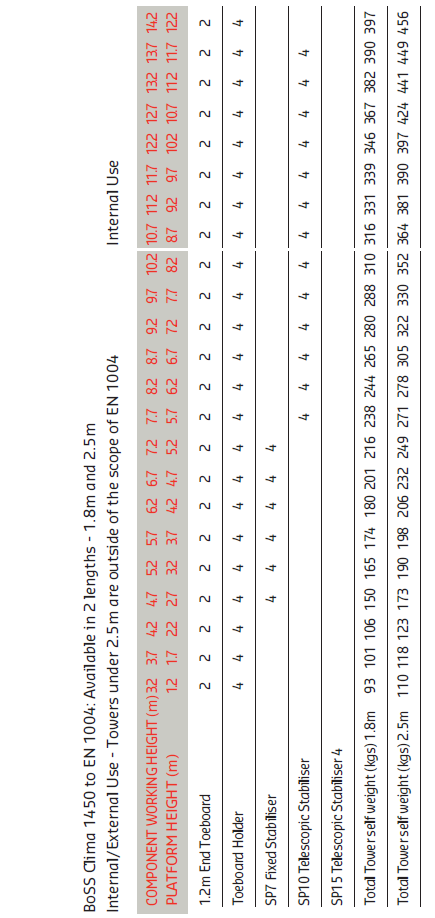 BoSS Clima 1450 to EN 1004: Available in 2 lengths - 1.8m and 2.5m
Internal/External Use - Towers under 2.5m are outside of the scope of EN 1004 Internal Use
COMPONENT WORKING HEIGHT (m) 3.2 3.7 4.2 4.7 5.2 5.7 6.2 6.7 7.2 7.7 8.2 8.7 9.2 9.7 10.2 10.7 11.2 11.7 12.2 12.7 13.2 13.7 14.2
PLATFORM HEIGHT (m) 1.2 1.7 2.2 2.7 3.2 3.7 4.2 4.7 5.2 5.7 6.2 6.7 7.2 7.7 8.2 8.7 9.2 9.7 10.2 10.7 11.2 11.7 12.2
1.2m End Toeboard 2 2 2 2 2 2 2 2 2 2 2 2 2 2 2 2 2 2 2 2 2 2 2
Toeboard Holder 4 4 4 4 4 4 4 4 4 4 4 4 4 4 4 4 4 4 4 4 4 4 4
SP7 Fixed Stabiliser 4 4 4 4 4 4
SP10 Telescopic Stabiliser 4 4 4 4 4 4 4 4 4 4 4 4 4
SP15 Telescopic Stabiliser 4
Total Tower self weight (kgs) 1.8m 93 101 106 150 165 174 180 201 216 238 244 265 280 288 310 316 331 339 346 367 382 390 397
Total Tower self weight (kgs) 2.5m 110 118 123 173 190 198 206 232 249 271 278 305 322 330 352 364 381 390 397 424 441 449 456